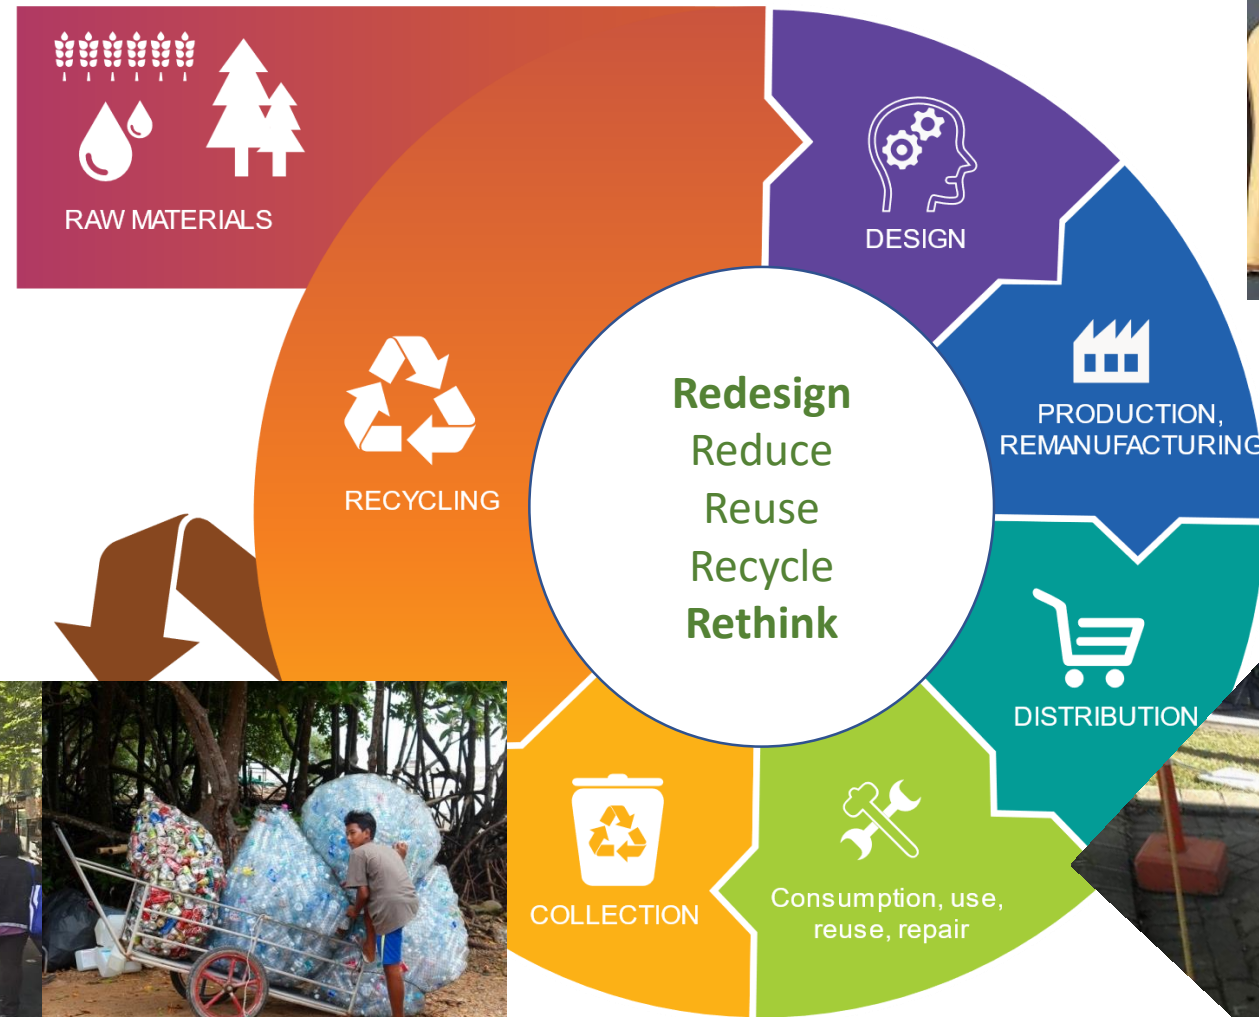 RAW MATERIALS
DESIGN
PRODUCTION,
REMANUFACTURING
RECYCLING
Redesign
Reduce
Reuse
Recycle
Rethink
DISTRIBUTION
Consumption, use,
reuse, repair
COLLECTION